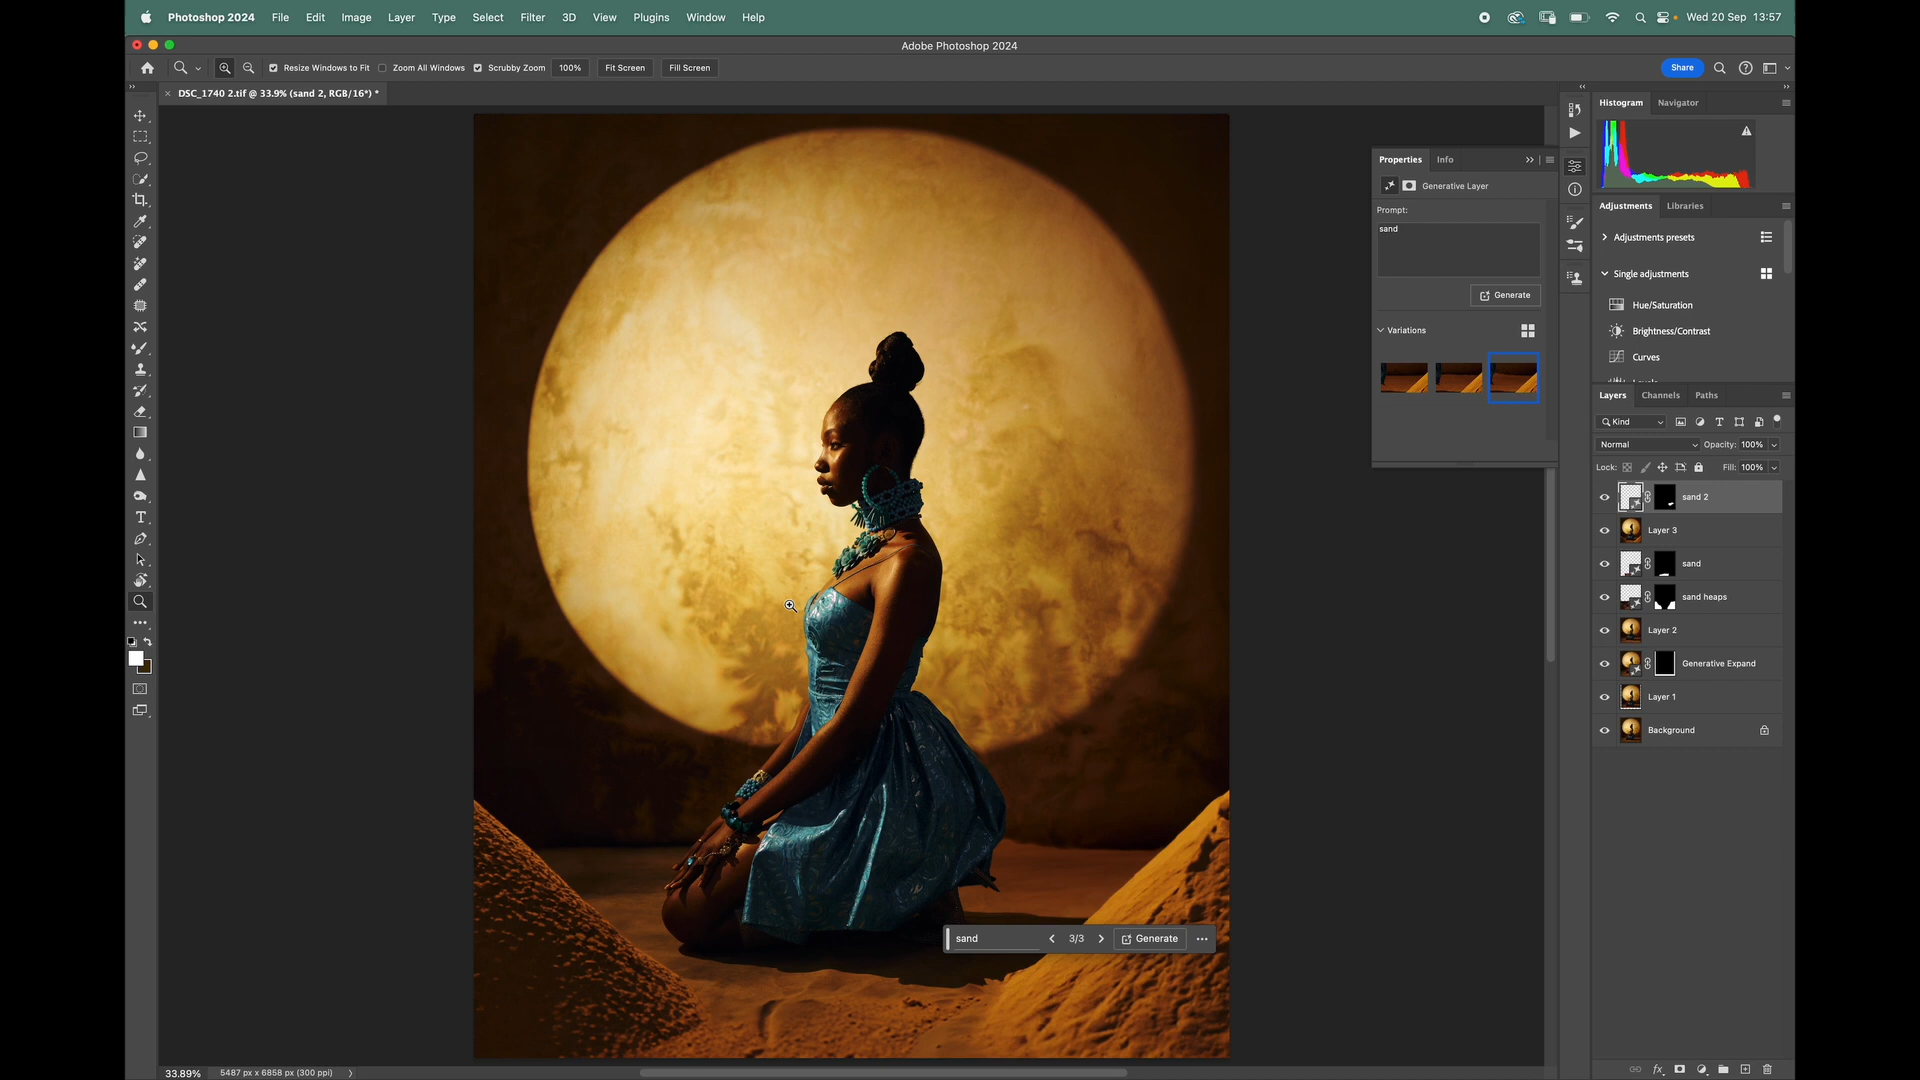 Photoshop 2024 File Edit Image Layer Type Select Filter 3D View Plugins Window Help Wed 20 Sep 13:57
Adobe Photoshop 2024
Resize Windows to Fit Zoom All Windows Scrubby Zoom 100% Fit Screen Fill Screen Share
DSC_1740 2.tif @ 33.9% (sand 2, RGB/16*) *
Histogram Navigator
Properties Info
Generative Layer
Prompt:
sand
Generate
Variations
Adjustments Libraries
Adjustments presets
Single adjustments
Hue/Saturation
Brightness/Contrast
Curves
Layers Channels Paths
Kind
Normal Opacity: 100%
Lock: Fill: 100%
sand 2
Layer 3
sand
sand heaps
Layer 2
Generative Expand
Layer 1
Background
sand 3/3 Generate
33.89% 5487 px x 6858 px (300 ppi)